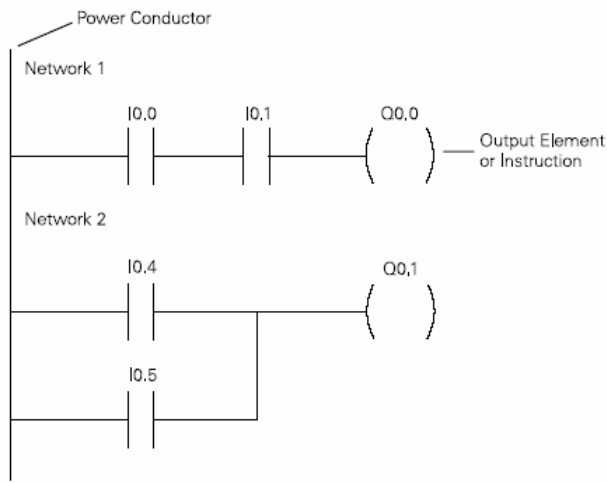 Power Conductor
Network 1
I0.0 I0.1 Q0.0
Output Element
or Instruction
Network 2
I0.4 Q0.1
I0.5